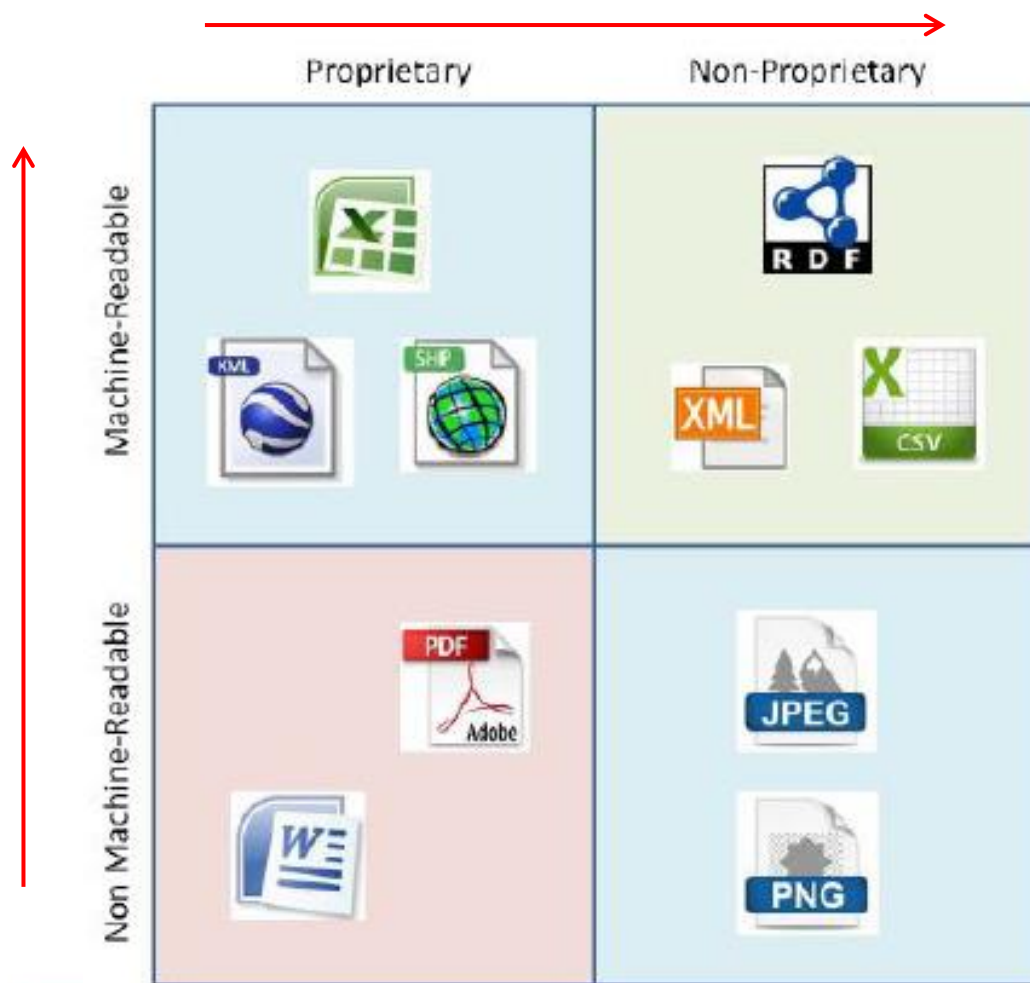 Proprietary
Non-Proprietary
Machine-Readable
X
RDF
KML
SHP
XML
X
CSV
Non Machine-Readable
PDF
Adobe
JPEG
W
PNG